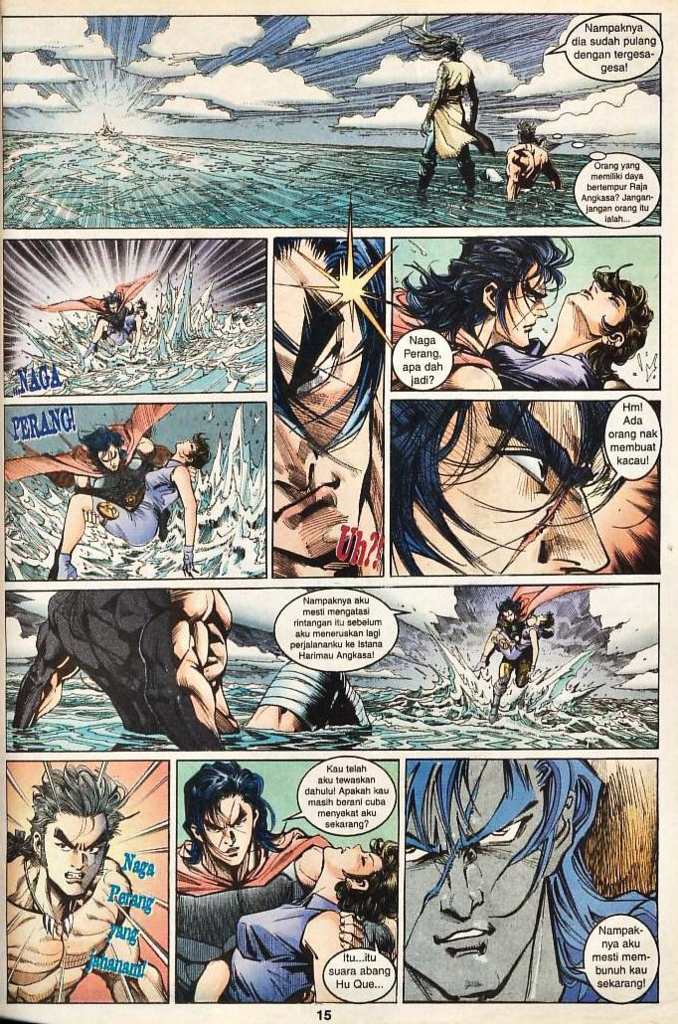 Nampaknya
dia sudah pulang
dengan tergesa-
gesa!
Orang yang
memiliki daya
bertempur Raja
Angkasa? Jangan-
jangan orang itu
ialah...
...NAGA
PERANG!
Uh?!
Naga
Perang,
apa dah
jadi?
Hm!
Ada
orang nak
membuat
kacau!
Nampaknya aku
mesti mengatasi
rintangan itu sebelum
aku meneruskan lagi
perjalananku ke Istana
Harimau Angkasa!
Naga
Perang
yang
jahanam!
Kau telah
aku tewaskan
dahulu! Apakah kau
masih berani cuba
menyekat aku
sekarang?
Itu...itu
suara abang
Hu Que...
Nampak-
nya aku
mesti mem-
bunuh kau
sekarang!
15